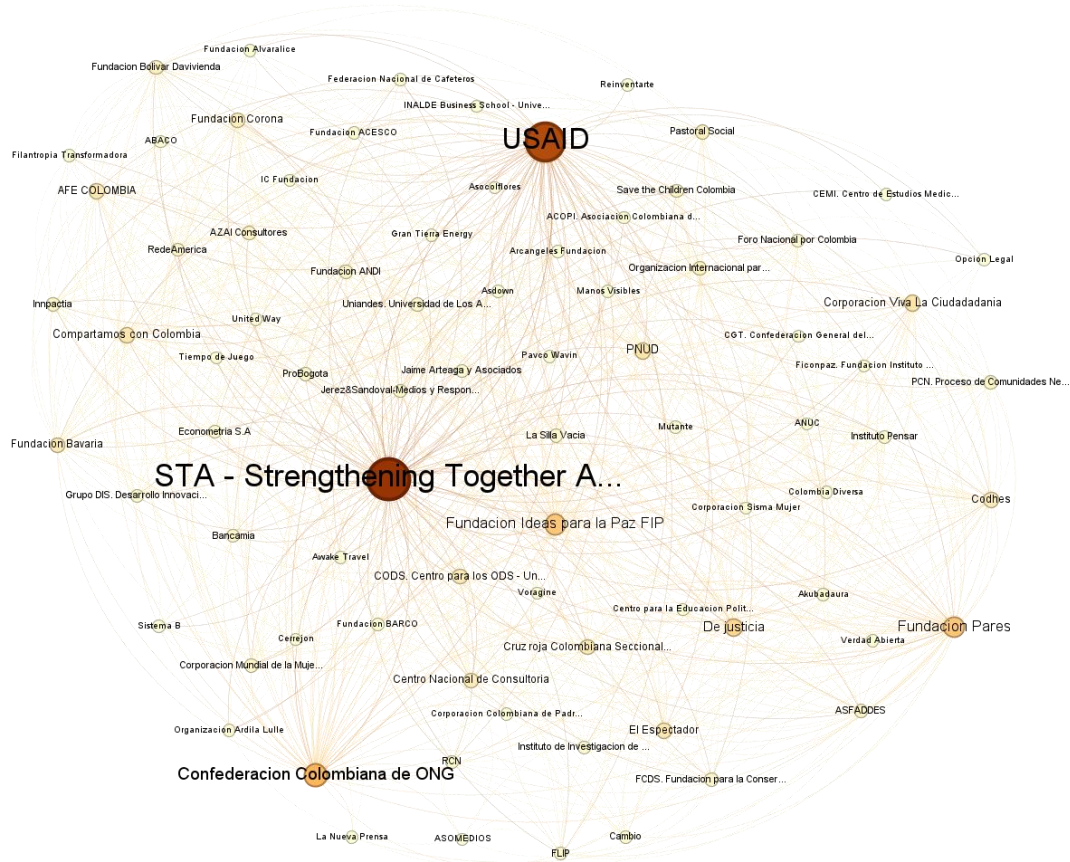 Fundacion Alvaralice
Fundacion Bolivar Davivienda
Federacion Nacional de Cafeteros
Reinventarte
INALDE Business School - Unive...
Fundacion Corona
Fundacion ACESCO
USAID
Pastoral Social
ABACO
Filantropia Transformadora
IC Fundacion
AFE COLOMBIA
Asocolflores
Save the Children Colombia
CEMI. Centro de Estudios Medic...
ACOPI. Asociacion Colombiana d...
AZAI Consultores
Gran Tierra Energy
Foro Nacional por Colombia
RedeAmerica
Arcangeles Fundacion
Opcion Legal
Fundacion ANDI
Organizacion Internacional par...
Asdown
Manos Visibles
Innpactia
Uniandes. Universidad de Los A...
Corporacion Viva La Ciudadadania
United Way
Compartamos con Colombia
CGT. Confederacion General del...
PNUD
Tiempo de Juego
Pavco Wavin
Ficonpaz. Fundacion Instituto ...
ProBogota
Jaime Arteaga y Asociados
PCN. Proceso de Comunidades Ne...
Jerez&Sandoval-Medios y Respon...
Econometria S.A
La Silla Vacia
Mutante
ANUC
Instituto Pensar
Fundacion Bavaria
STA - Strengthening Together A...
Grupo DIS. Desarrollo Innovaci...
Colombia Diversa
Codhes
Corporacion Sisma Mujer
Fundacion Ideas para la Paz FIP
Bancamia
Awake Travel
CODS. Centro para los ODS - Un...
Voragine
Akubadaura
Centro para la Educacion Polit...
Sistema B
Fundacion BARCO
De justicia
Fundacion Pares
Cerrejon
Cruz roja Colombiana Seccional...
Verdad Abierta
Corporacion Mundial de la Muje...
Centro Nacional de Consultoria
Corporacion Colombiana de Padr...
ASFADDES
Organizacion Ardila Lulle
El Espectador
Instituto de Investigacion de ...
RCN
Confederacion Colombiana de ONG
FCDS. Fundacion para la Conser...
La Nueva Prensa
ASOMEDIOS
Cambio
FLIP